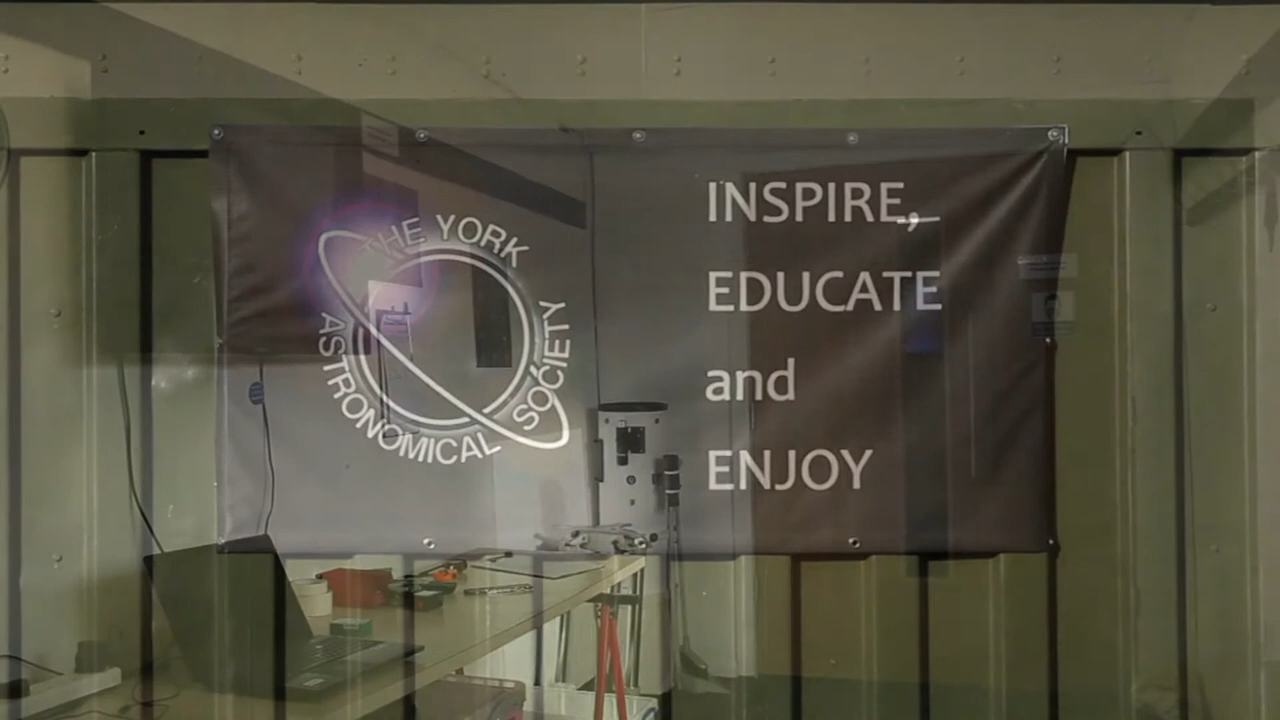 THE YORK
ASTRONOMICAL SOCIETY
INSPIRE,
EDUCATE
and
ENJOY